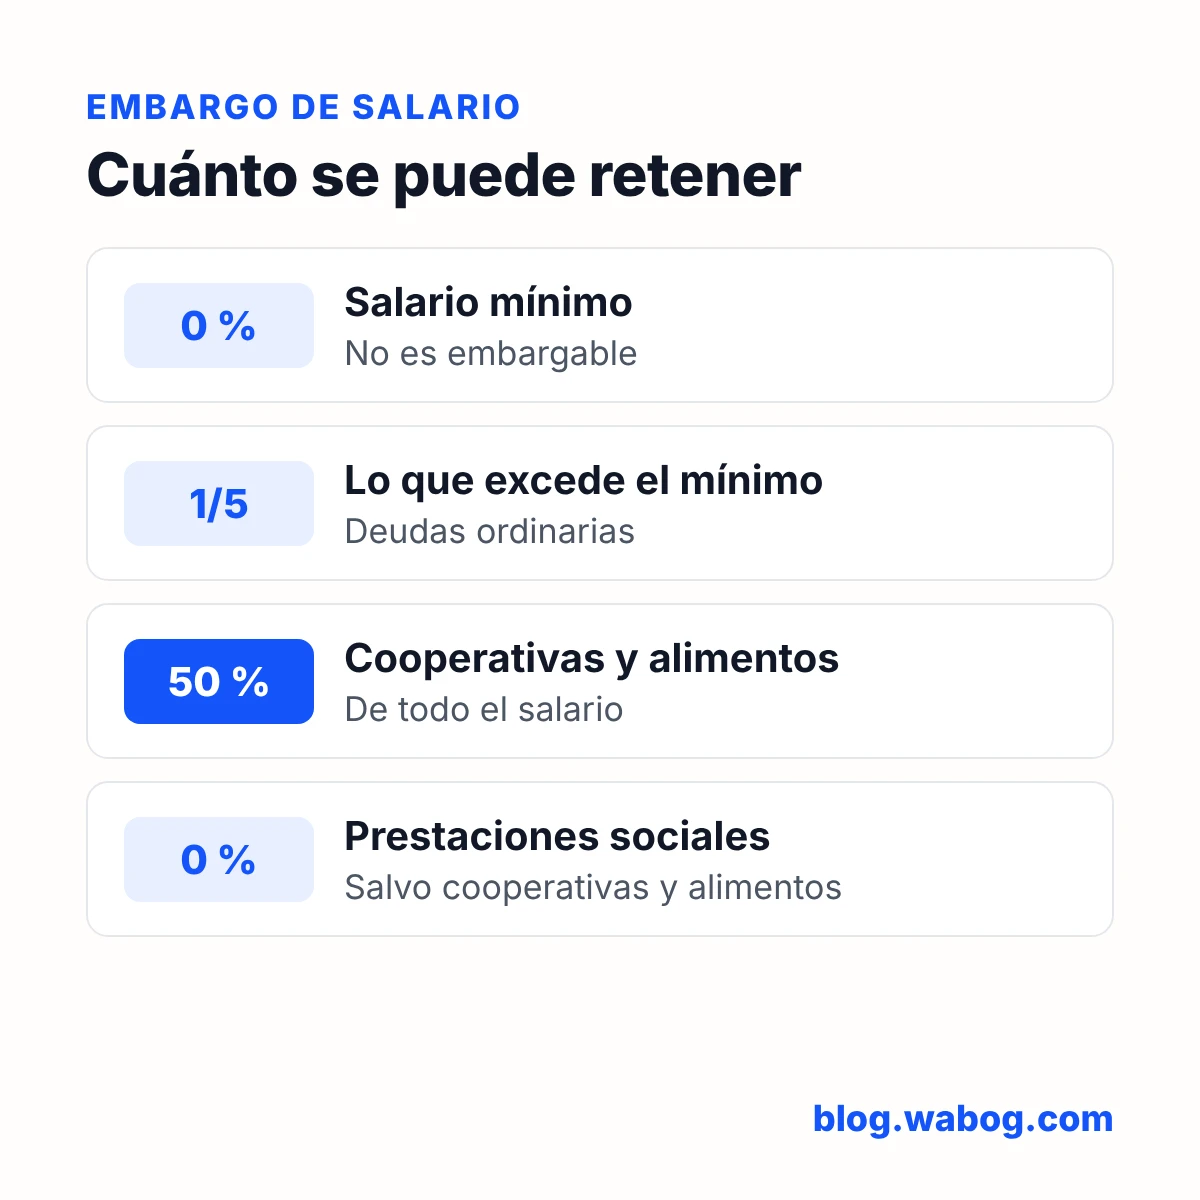 EMBARGO DE SALARIO
Cuánto se puede retener
0 %
Salario mínimo
No es embargable
1/5
Lo que excede el mínimo
Deudas ordinarias
50 %
Cooperativas y alimentos
De todo el salario
0 %
Prestaciones sociales
Salvo cooperativas y alimentos
blog.wabog.com